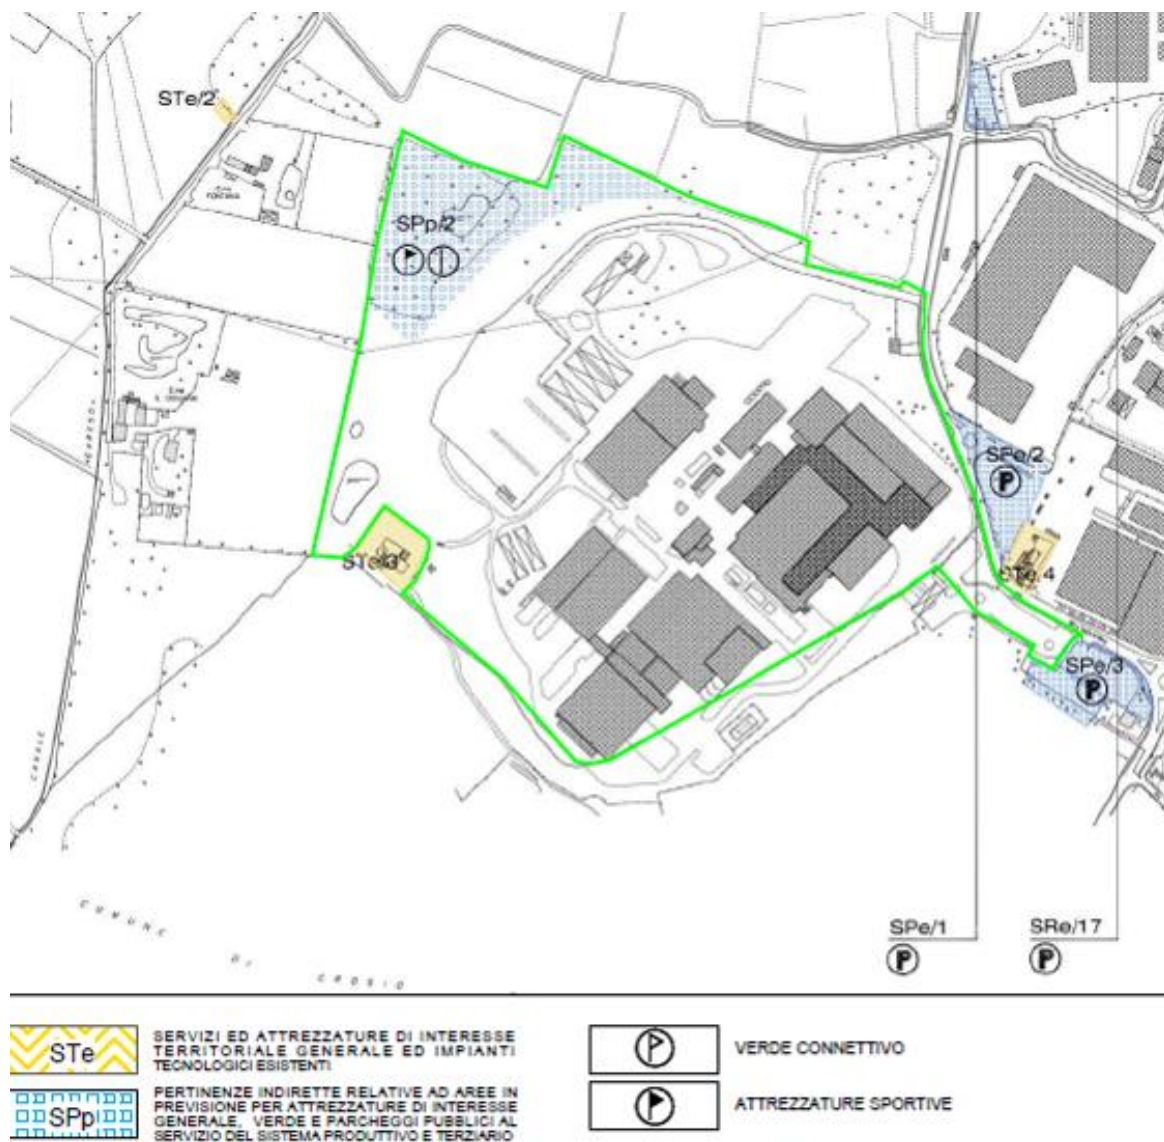 STe/2
SPp/2
SPe/2
P
STe/3
STe/4
SPe/3
P
CANALE
SPe/1
SRe/17
P
P
COMUNE
DI
CROSIO
STe
SERVIZI ED ATTREZZATURE DI INTERESSE
TERRITORIALE GENERALE ED IMPIANTI
TECNOLOGICI ESISTENTI
SPp
PERTINENZE INDIRETTE RELATIVE AD AREE IN
PREVISIONE PER ATTREZZATURE DI INTERESSE
GENERALE, VERDE E PARCHEGGI PUBBLICI AL
SERVIZIO DEL SISTEMA PRODUTTIVO E TERZIARIO
VERDE CONNETTIVO
ATTREZZATURE SPORTIVE